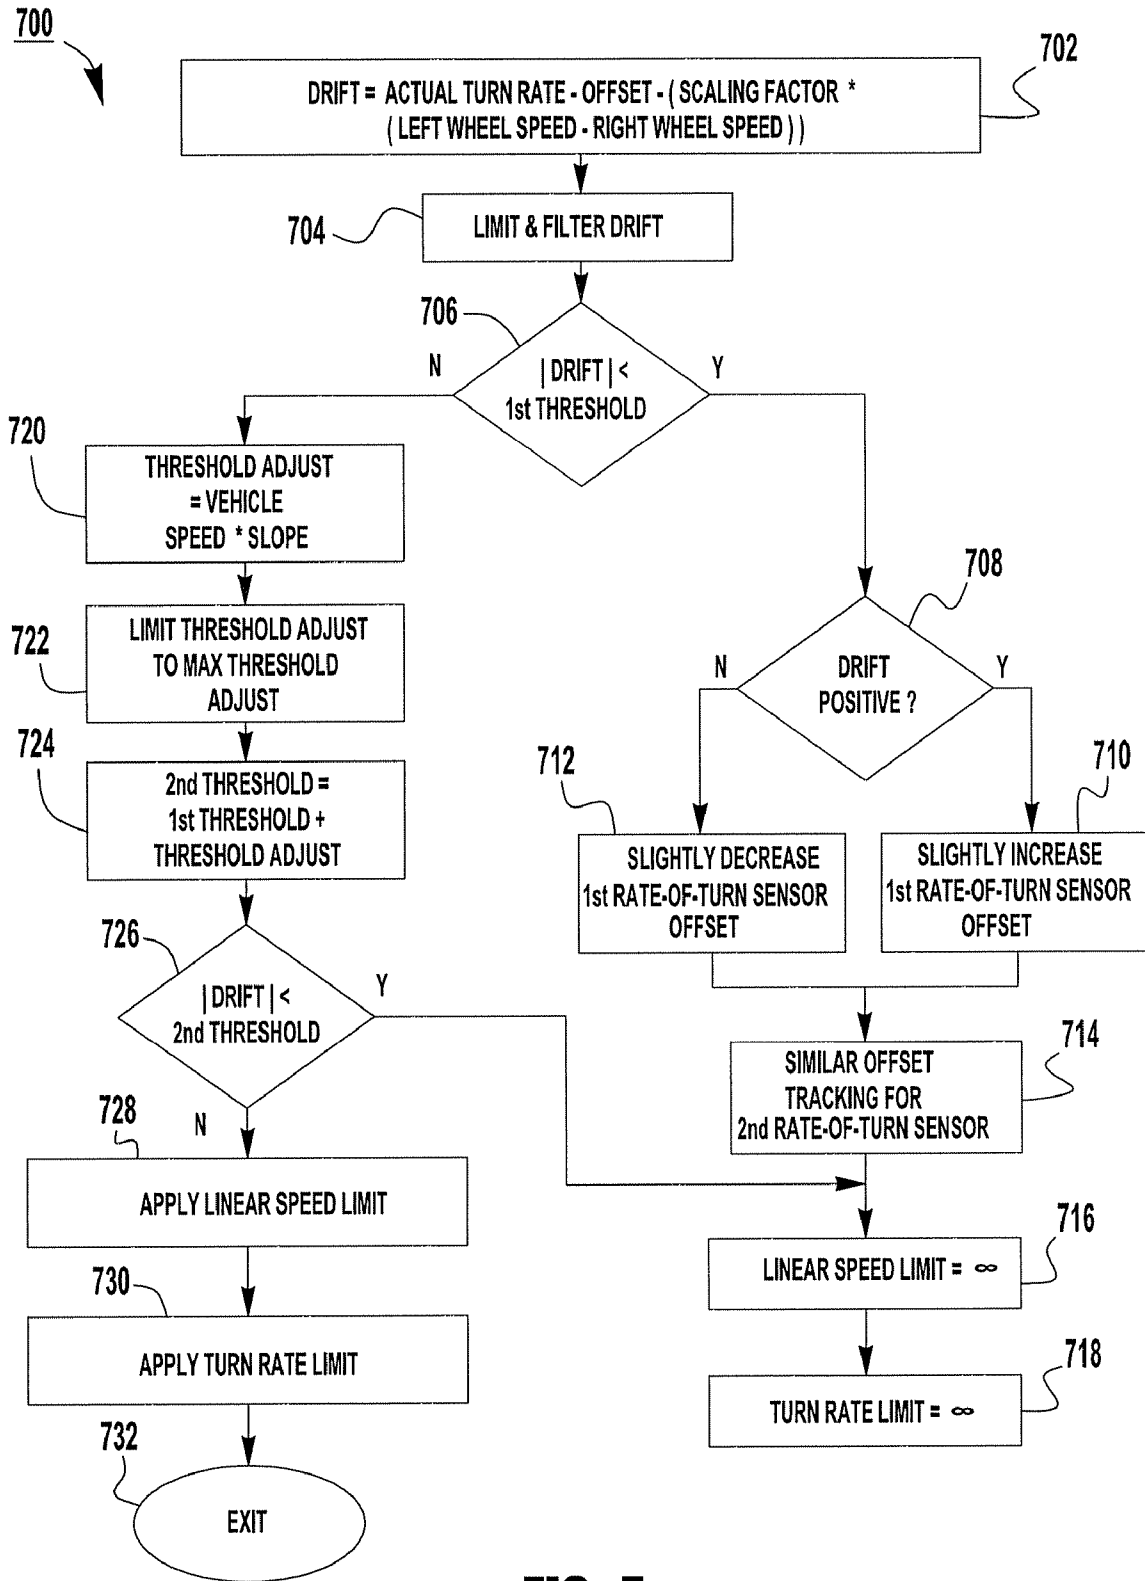 700
702
DRIFT = ACTUAL TURN RATE - OFFSET - ( SCALING FACTOR *
( LEFT WHEEL SPEED - RIGHT WHEEL SPEED ) )
704
LIMIT & FILTER DRIFT
706
N
Y
| DRIFT | <
1st THRESHOLD
720
THRESHOLD ADJUST
= VEHICLE
SPEED * SLOPE
708
N
Y
DRIFT
POSITIVE ?
722
LIMIT THRESHOLD ADJUST
TO MAX THRESHOLD
ADJUST
724
2nd THRESHOLD =
1st THRESHOLD +
THRESHOLD ADJUST
712
SLIGHTLY DECREASE
1st RATE-OF-TURN SENSOR
OFFSET
710
SLIGHTLY INCREASE
1st RATE-OF-TURN SENSOR
OFFSET
726
Y
| DRIFT | <
2nd THRESHOLD
N
714
SIMILAR OFFSET
TRACKING FOR
2nd RATE-OF-TURN SENSOR
728
APPLY LINEAR SPEED LIMIT
716
LINEAR SPEED LIMIT = ∞
730
APPLY TURN RATE LIMIT
718
TURN RATE LIMIT = ∞
732
EXIT